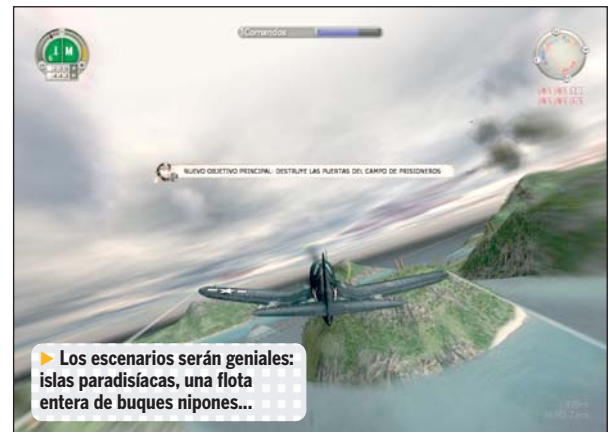 Comandos
NUEVO OBJETIVO PRINCIPAL: DESTRUYE LAS PUERTAS DEL CAMPO DE PRISIONEROS
Los escenarios serán geniales:
islas paradisíacas, una flota
entera de buques nipones...